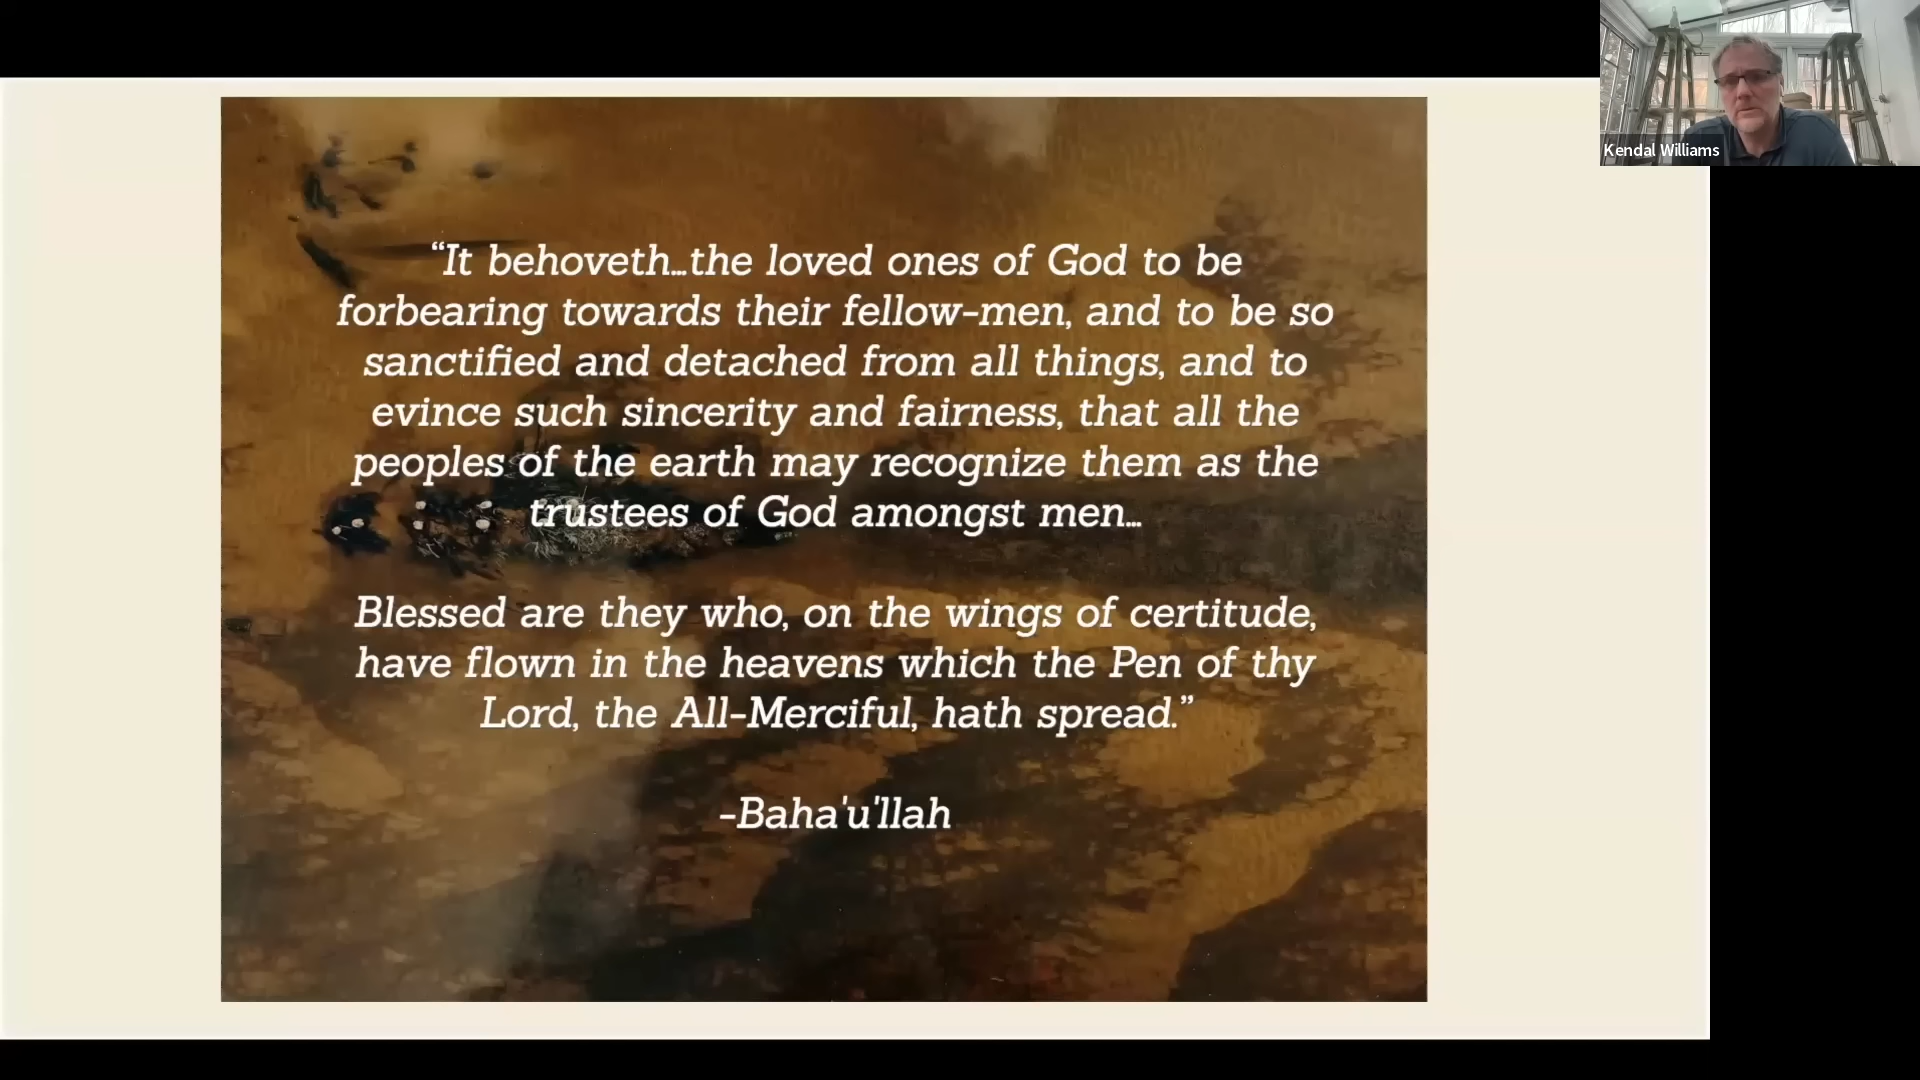 “It behoveth...the loved ones of God to be
forbearing towards their fellow-men, and to be so
sanctified and detached from all things, and to
evince such sincerity and fairness, that all the
peoples of the earth may recognize them as the
trustees of God amongst men...
Blessed are they who, on the wings of certitude,
have flown in the heavens which the Pen of thy
Lord, the All-Merciful, hath spread.”
-Baha'u'llah
Kendal Williams